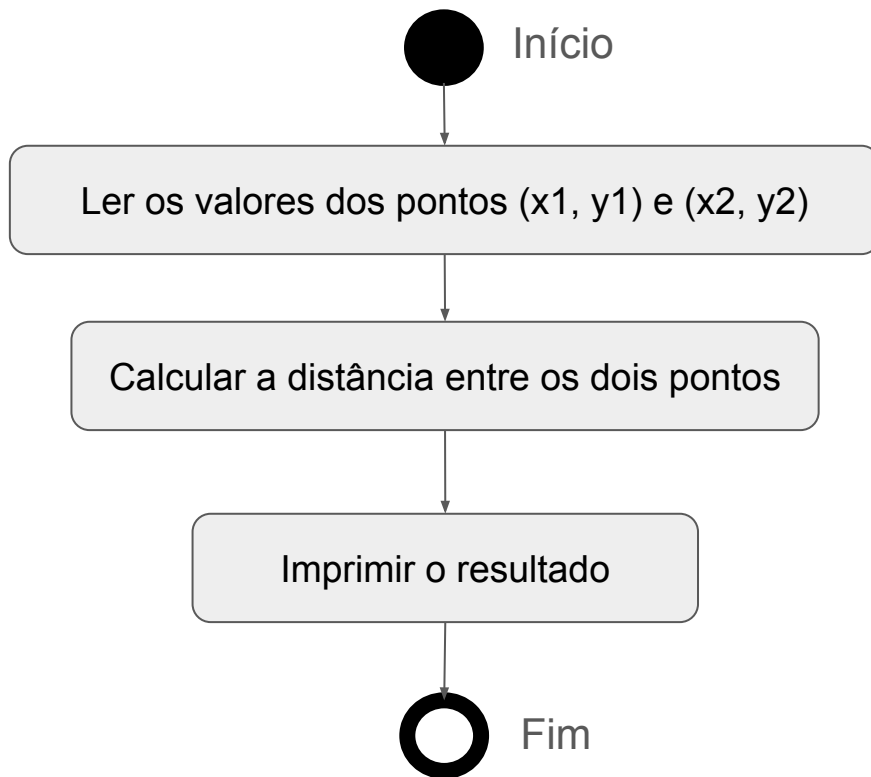 Início
Ler os valores dos pontos (x1, y1) e (x2, y2)
Calcular a distância entre os dois pontos
Imprimir o resultado
Fim